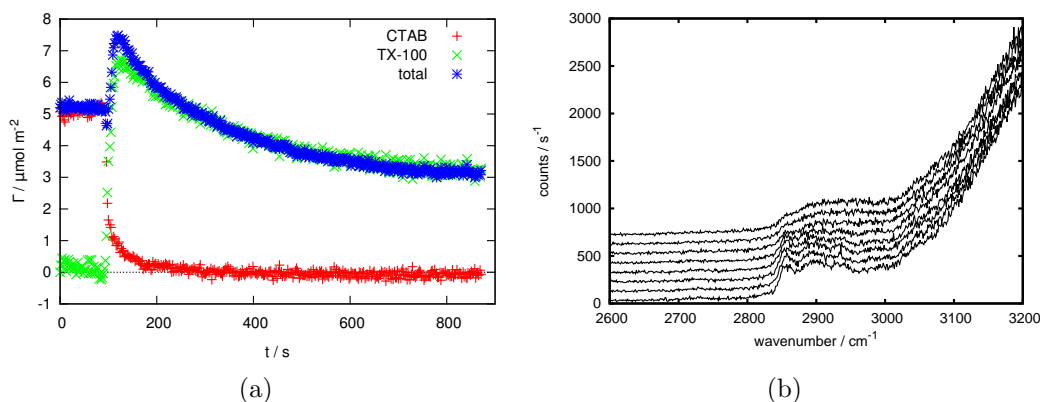 8
7
6
5
4
3
2
1
0
-1
Γ / µmol m⁻²
CTAB
TX-100
total
0 200 400 600 800
t / s
(a)
3000
2500
2000
1500
1000
500
0
counts / s⁻¹
2600 2700 2800 2900 3000 3100 3200
wavenumber / cm⁻¹
(b)